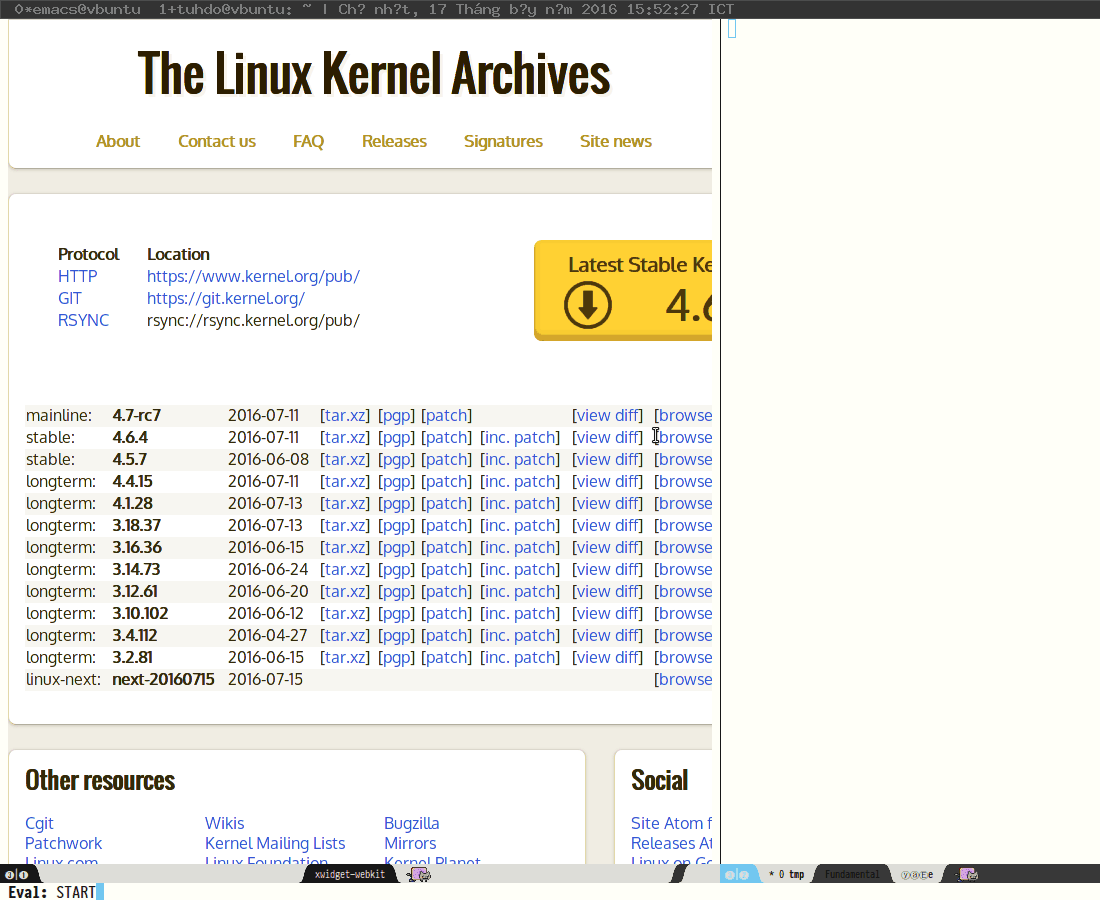 0*emacs@vbuntu 1+tuhdo@vbuntu: ~ | Ch? nh?t, 17 Tháng b?y n?m 2016 15:52:27 ICT
The Linux Kernel Archives
About Contact us FAQ Releases Signatures Site news
Protocol Location
HTTP https://www.kernel.org/pub/
GIT https://git.kernel.org/
RSYNC rsync://rsync.kernel.org/pub/
Latest Stable Ke
4.6
mainline: 4.7-rc7 2016-07-11 [tar.xz] [pgp] [patch] [view diff] [browse
stable: 4.6.4 2016-07-11 [tar.xz] [pgp] [patch] [inc. patch] [view diff] [browse
stable: 4.5.7 2016-06-08 [tar.xz] [pgp] [patch] [inc. patch] [view diff] [browse
longterm: 4.4.15 2016-07-11 [tar.xz] [pgp] [patch] [inc. patch] [view diff] [browse
longterm: 4.1.28 2016-07-13 [tar.xz] [pgp] [patch] [inc. patch] [view diff] [browse
longterm: 3.18.37 2016-07-13 [tar.xz] [pgp] [patch] [inc. patch] [view diff] [browse
longterm: 3.16.36 2016-06-15 [tar.xz] [pgp] [patch] [inc. patch] [view diff] [browse
longterm: 3.14.73 2016-06-24 [tar.xz] [pgp] [patch] [inc. patch] [view diff] [browse
longterm: 3.12.61 2016-06-20 [tar.xz] [pgp] [patch] [inc. patch] [view diff] [browse
longterm: 3.10.102 2016-06-12 [tar.xz] [pgp] [patch] [inc. patch] [view diff] [browse
longterm: 3.4.112 2016-04-27 [tar.xz] [pgp] [patch] [inc. patch] [view diff] [browse
longterm: 3.2.81 2016-06-15 [tar.xz] [pgp] [patch] [inc. patch] [view diff] [browse
linux-next: next-20160715 2016-07-15 [browse
Other resources
Cgit Wikis Bugzilla
Patchwork Kernel Mailing Lists Mirrors
Linux.com Linux Foundation Kernel Planet
Social
Site Atom f
Releases At
Linux on Go
xwidget-webkit
* 0 tmp Fundamental
Eval: START